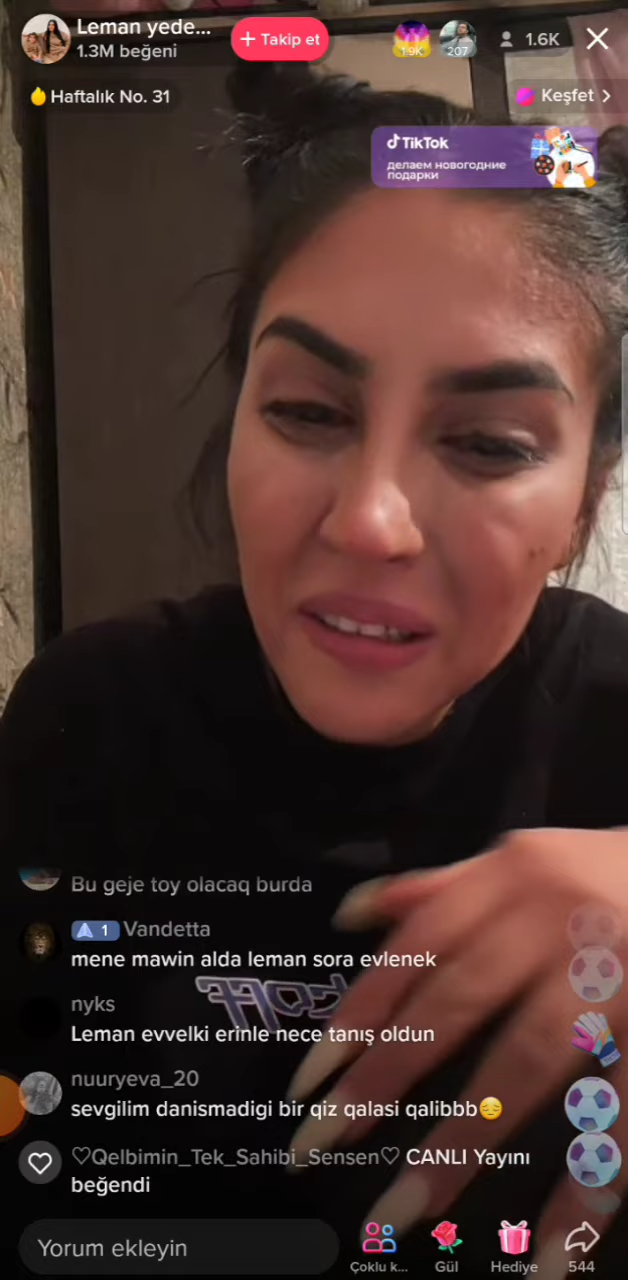 Leman yede...
1.3M beğeni
+ Takip et
1.9K
207
1.6K
Haftalık No. 31
Keşfet >
TikTok
делаем новогодние
подарки
Bu geje toy olacaq burda
1 Vandetta
mene mawin alda leman sora evlenek
nyks
Leman evvelki erinle nece tanış oldun
nuuryeva_20
sevgilim danismadigi bir qiz qalasi qalibbb😔
♡Qelbimin_Tek_Sahibi_Sensen♡ CANLI Yayını
beğendi
Yorum ekleyin
Çoklu k...
Gül
Hediye
544